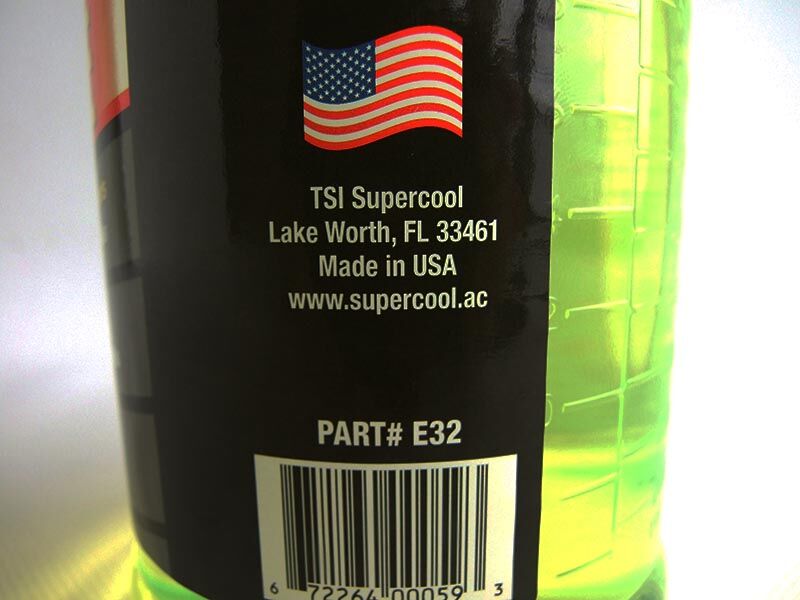 TSI Supercool
Lake Worth, FL 33461
Made in USA
www.supercool.ac
PART# E32
6 72264 00059 3